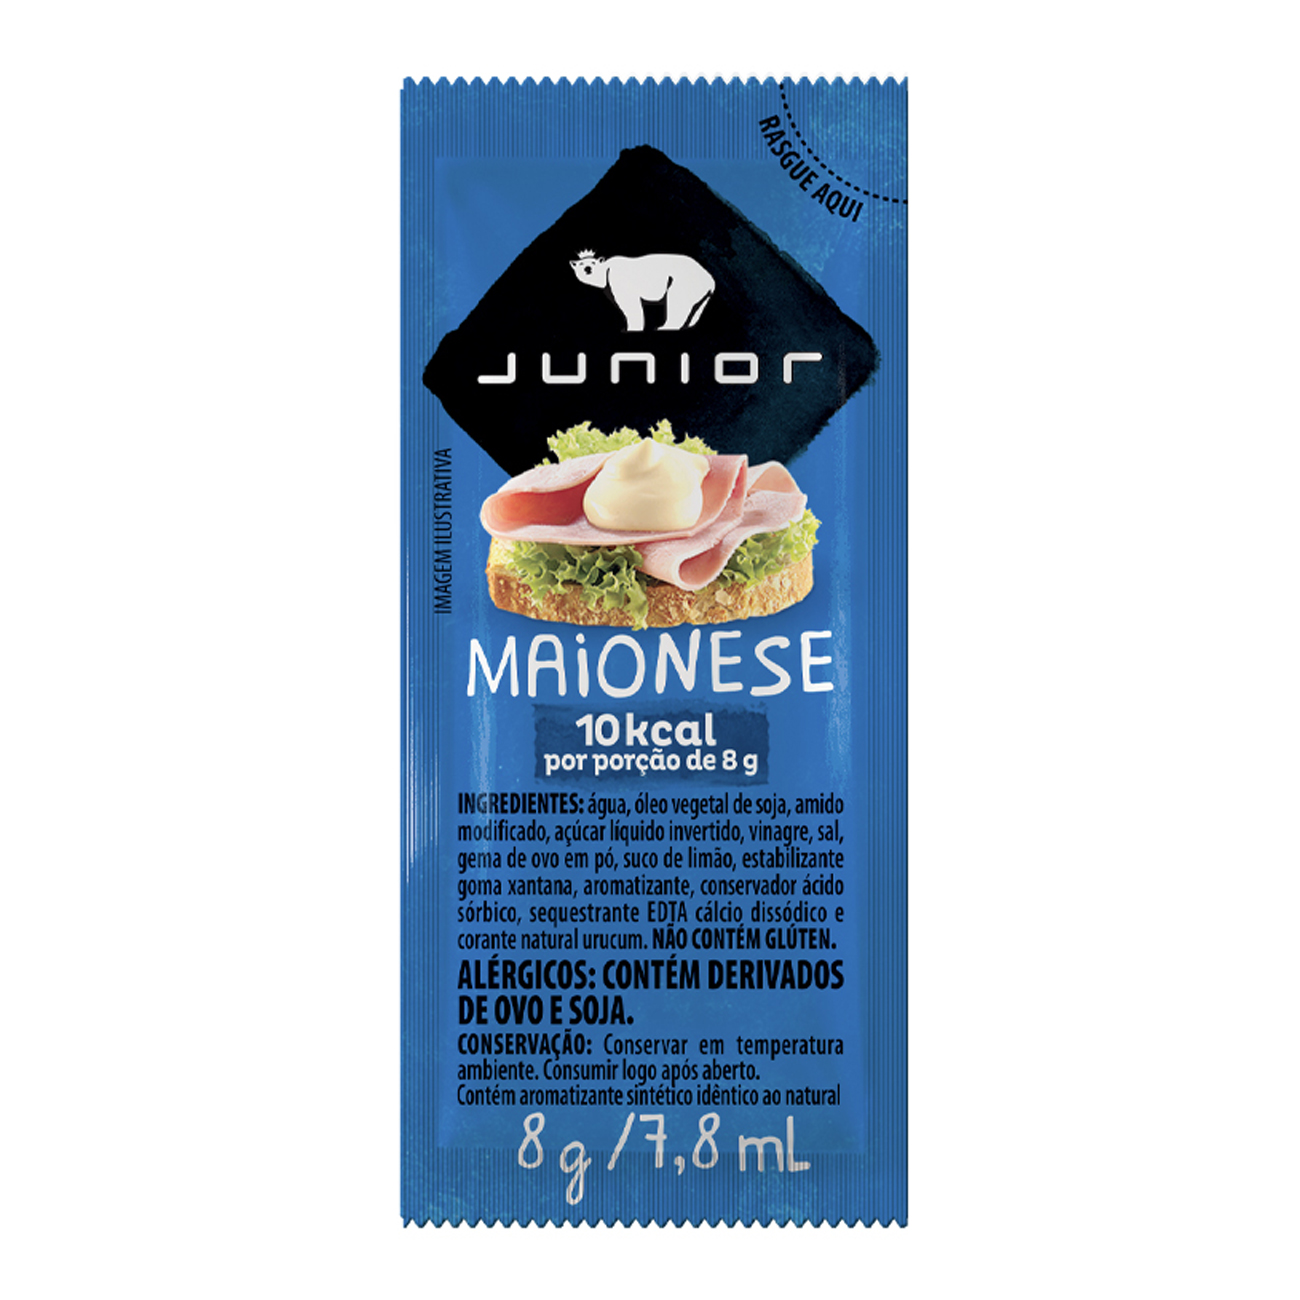 RASGUE AQUI
JUNIOR
IMAGEM ILUSTRATIVA
MAIONESE
10 kcal
por porção de 8 g
INGREDIENTES: água, óleo vegetal de soja, amido
modificado, açúcar líquido invertido, vinagre, sal,
gema de ovo em pó, suco de limão, estabilizante
goma xantana, aromatizante, conservador ácido
sórbico, sequestrante EDTA cálcio dissódico e
corante natural urucum. NÃO CONTÉM GLÚTEN.
ALÉRGICOS: CONTÉM DERIVADOS
DE OVO E SOJA.
CONSERVAÇÃO: Conservar em temperatura
ambiente. Consumir logo após aberto.
Contém aromatizante sintético idêntico ao natural
8 g / 7,8 mL